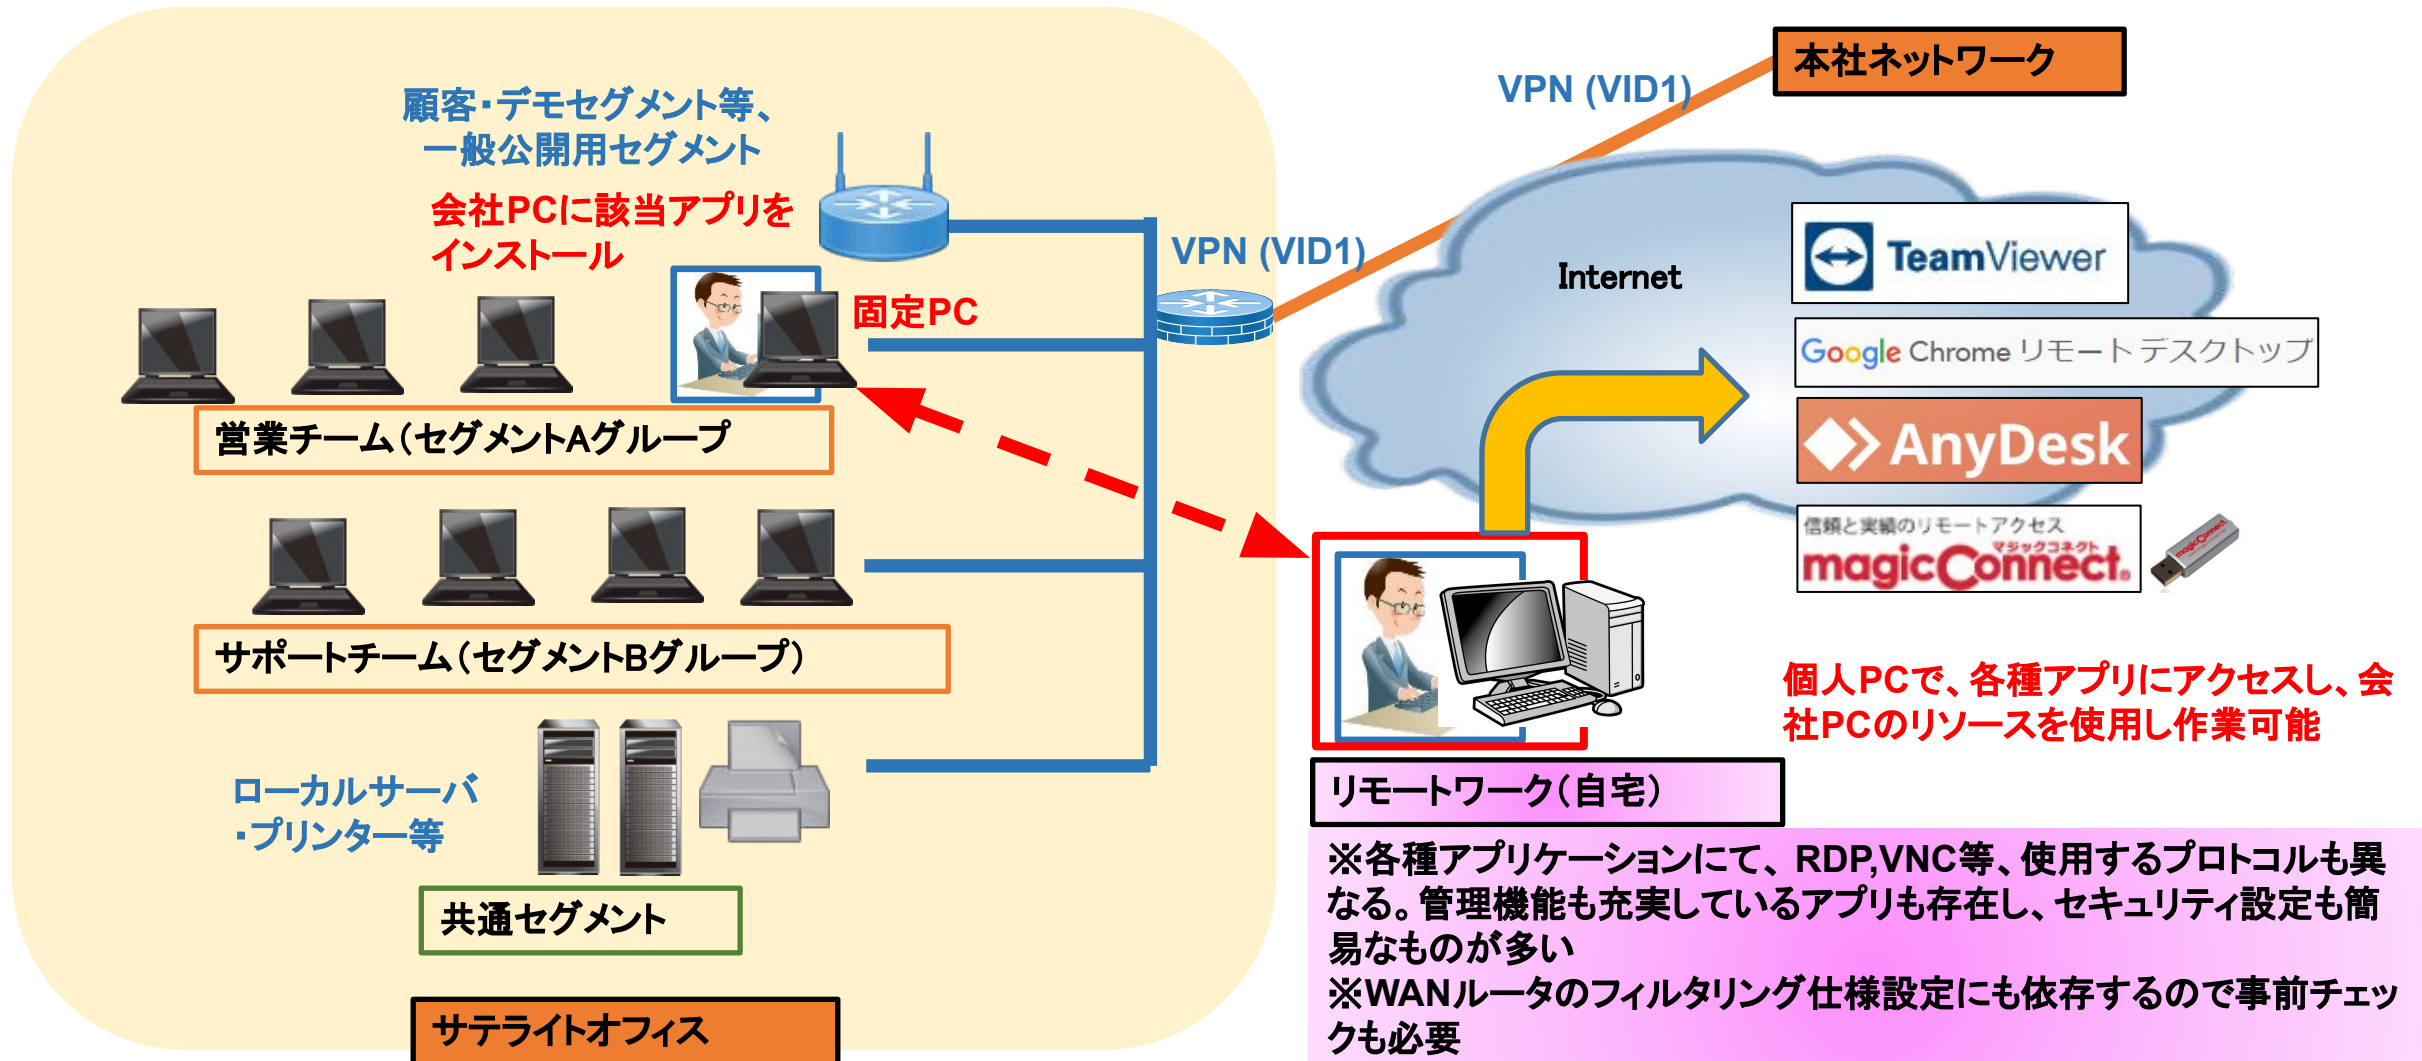 本社ネットワーク
VPN (VID1)
顧客・デモセグメント等、
一般公開用セグメント
会社PCに該当アプリを
インストール
VPN (VID1)
Internet
TeamViewer
固定PC
Google Chrome リモート デスクトップ
営業チーム（セグメントAグループ
AnyDesk
信頼と実績のリモートアクセス
マジックコネクト
magicConnect.
magicConnect
サポートチーム（セグメントBグループ）
個人PCで、各種アプリにアクセスし、会
社PCのリソースを使用し作業可能
ローカルサーバ
・プリンター等
リモートワーク（自宅）
共通セグメント
※各種アプリケーションにて、RDP,VNC等、使用するプロトコルも異
なる。管理機能も充実しているアプリも存在し、セキュリティ設定も簡
易なものが多い
※WANルータのフィルタリング仕様設定にも依存するので事前チェッ
クも必要
サテライトオフィス